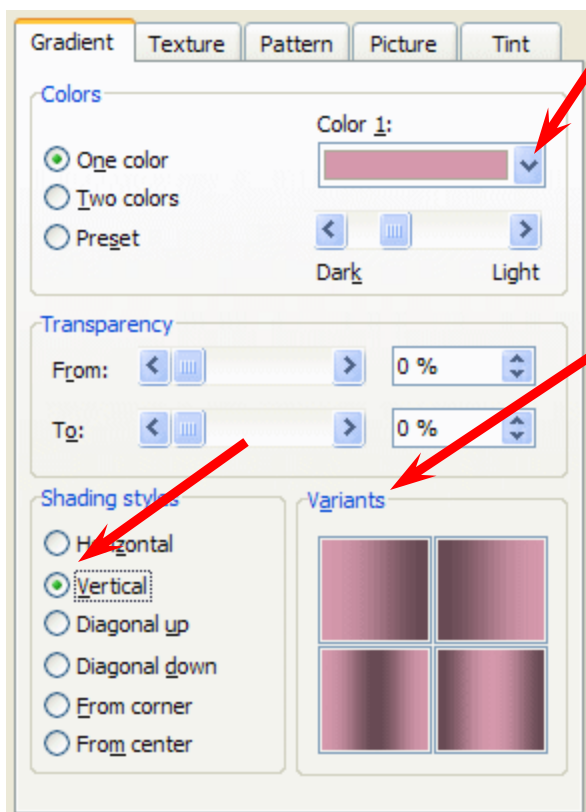 Gradient Texture Pattern Picture Tint
Colors
Color 1:
One color
Two colors
Preset
Dark Light
Transparency
From: 0 %
To: 0 %
Shading styles
Horizontal
Vertical
Diagonal up
Diagonal down
From corner
From center
Variants